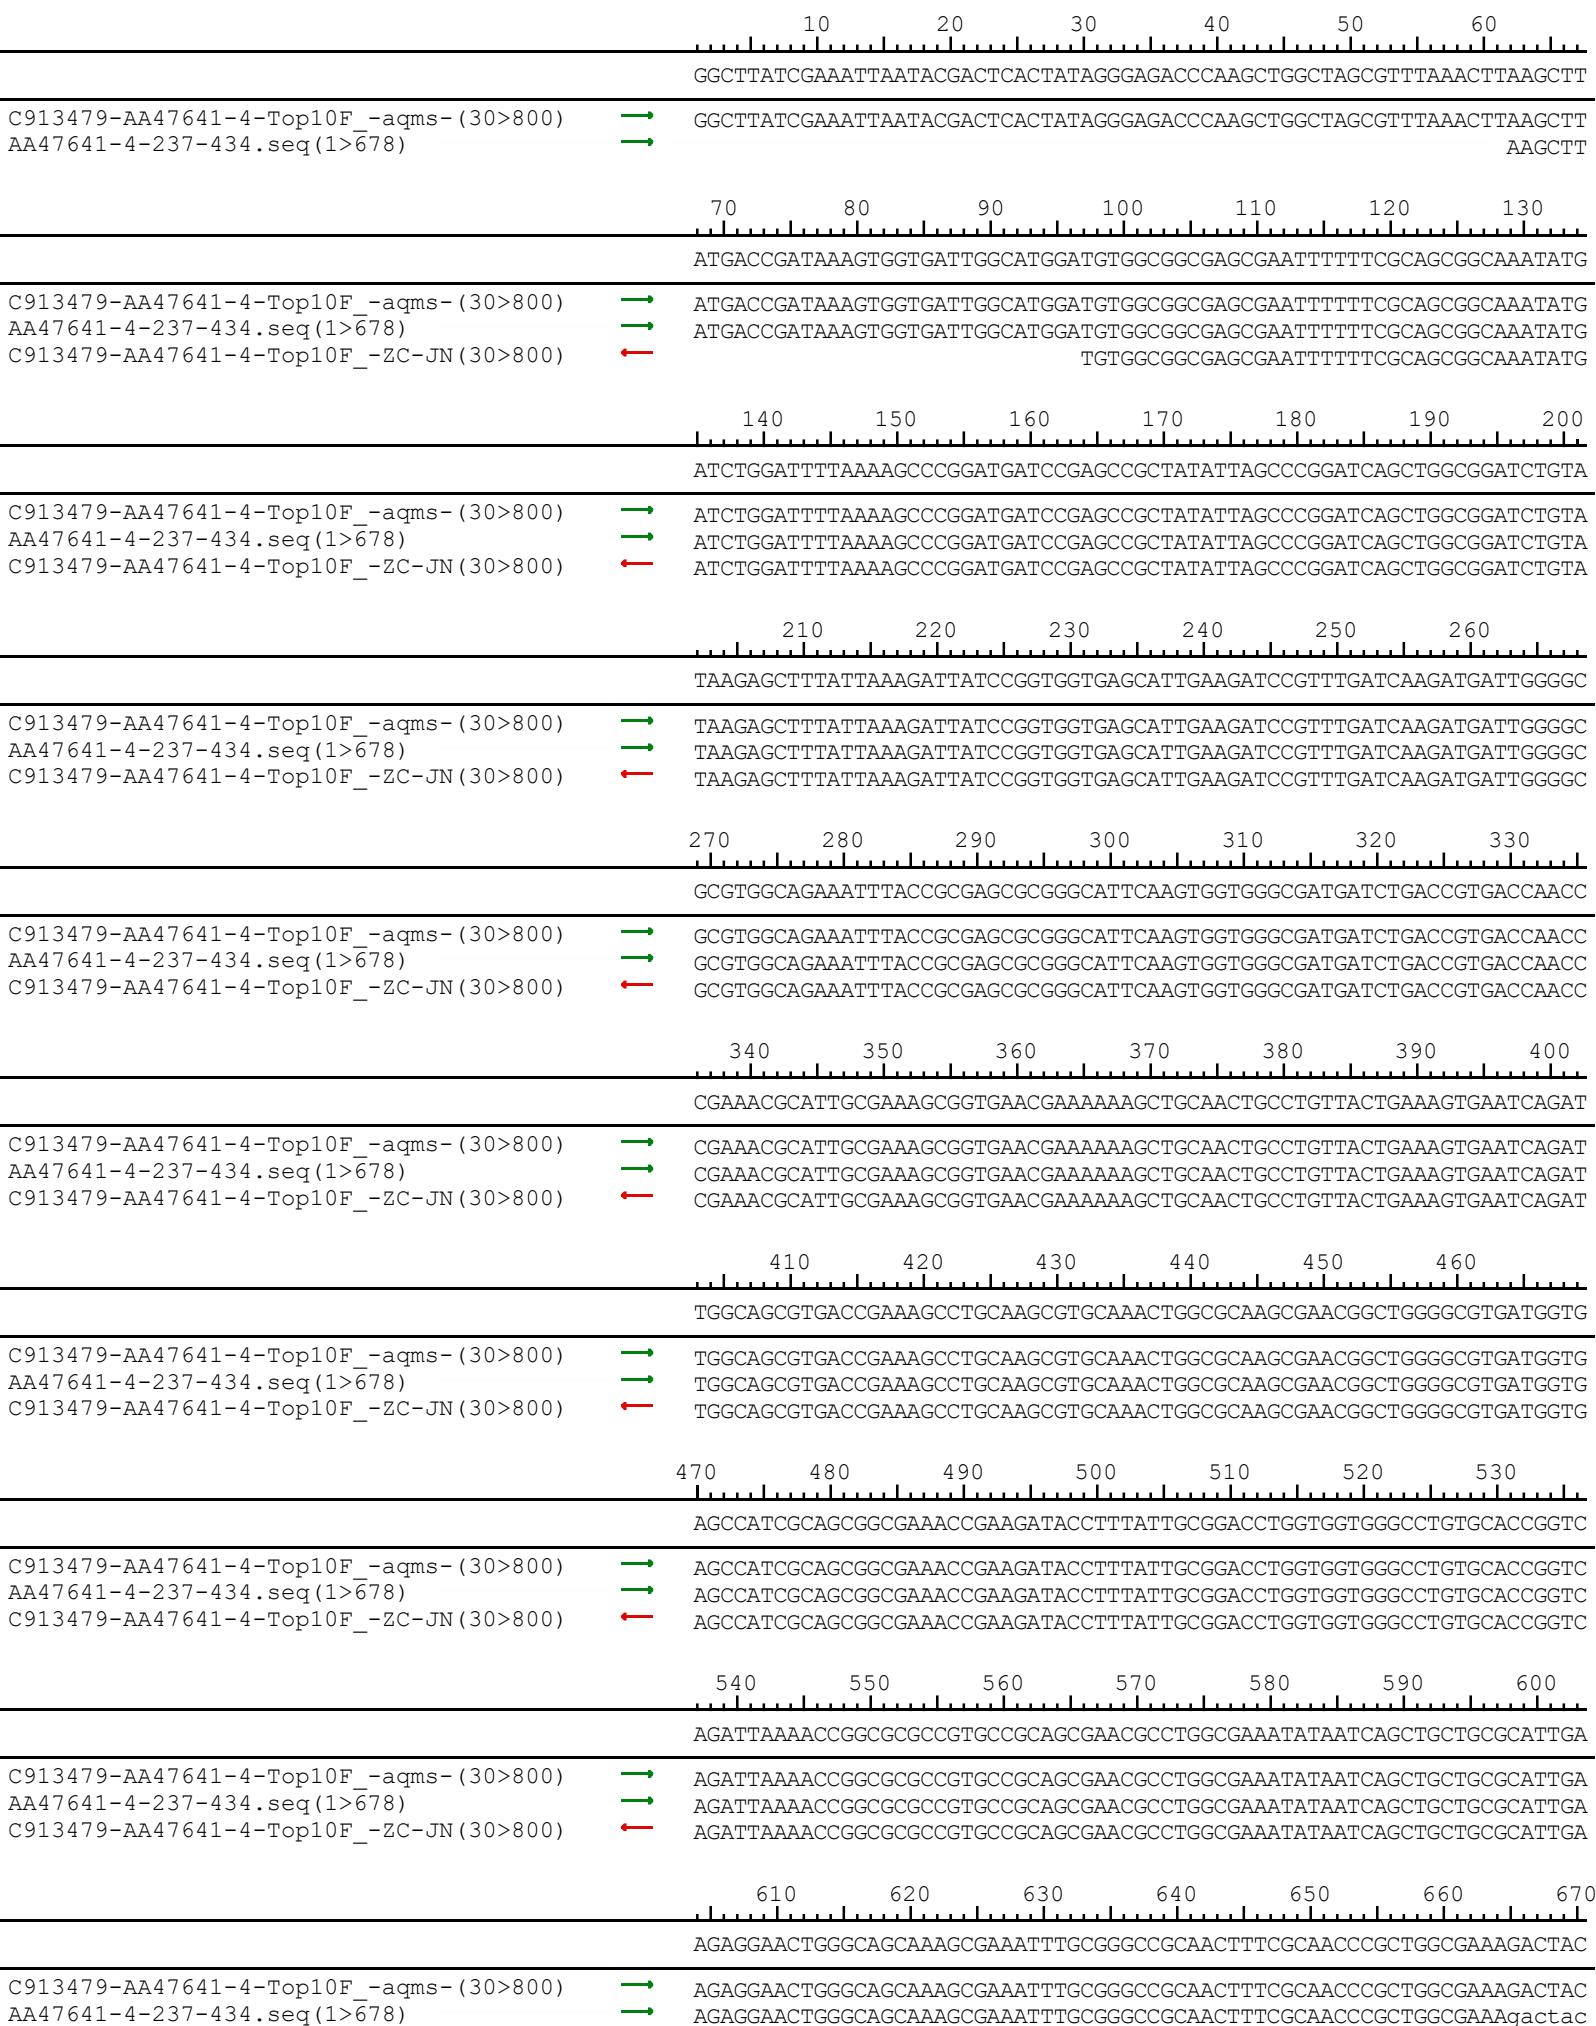 10 20 30 40 50 60
GGCTTATCGAAATTAATACGACTCACTATAGGGAGACCCAAGCTGGCTAGCGTTTAAACTTAAGCTT
C913479-AA47641-4-Top10F_-aqms-(30>800) GGCTTATCGAAATTAATACGACTCACTATAGGGAGACCCAAGCTGGCTAGCGTTTAAACTTAAGCTT
AA47641-4-237-434.seq(1>678) AAGCTT
70 80 90 100 110 120 130
ATGACCGATAAAGTGGTGATTGGCATGGATGTGGCGGCGAGCGAATTTTTTCGCAGCGGCAAATATG
C913479-AA47641-4-Top10F_-aqms-(30>800) ATGACCGATAAAGTGGTGATTGGCATGGATGTGGCGGCGAGCGAATTTTTTCGCAGCGGCAAATATG
AA47641-4-237-434.seq(1>678) ATGACCGATAAAGTGGTGATTGGCATGGATGTGGCGGCGAGCGAATTTTTTCGCAGCGGCAAATATG
C913479-AA47641-4-Top10F_-ZC-JN(30>800) TGTGGCGGCGAGCGAATTTTTTCGCAGCGGCAAATATG
140 150 160 170 180 190 200
ATCTGGATTTTAAAAGCCCGGATGATCCGAGCCGCTATATTAGCCCGGATCAGCTGGCGGATCTGTA
C913479-AA47641-4-Top10F_-aqms-(30>800) ATCTGGATTTTAAAAGCCCGGATGATCCGAGCCGCTATATTAGCCCGGATCAGCTGGCGGATCTGTA
AA47641-4-237-434.seq(1>678) ATCTGGATTTTAAAAGCCCGGATGATCCGAGCCGCTATATTAGCCCGGATCAGCTGGCGGATCTGTA
C913479-AA47641-4-Top10F_-ZC-JN(30>800) ATCTGGATTTTAAAAGCCCGGATGATCCGAGCCGCTATATTAGCCCGGATCAGCTGGCGGATCTGTA
210 220 230 240 250 260
TAAGAGCTTTATTAAAGATTATCCGGTGGTGAGCATTGAAGATCCGTTTGATCAAGATGATTGGGGC
C913479-AA47641-4-Top10F_-aqms-(30>800) TAAGAGCTTTATTAAAGATTATCCGGTGGTGAGCATTGAAGATCCGTTTGATCAAGATGATTGGGGC
AA47641-4-237-434.seq(1>678) TAAGAGCTTTATTAAAGATTATCCGGTGGTGAGCATTGAAGATCCGTTTGATCAAGATGATTGGGGC
C913479-AA47641-4-Top10F_-ZC-JN(30>800) TAAGAGCTTTATTAAAGATTATCCGGTGGTGAGCATTGAAGATCCGTTTGATCAAGATGATTGGGGC
270 280 290 300 310 320 330
GCGTGGCAGAAATTTACCGCGAGCGCGGGCATTCAAGTGGTGGGCGATGATCTGACCGTGACCAACC
C913479-AA47641-4-Top10F_-aqms-(30>800) GCGTGGCAGAAATTTACCGCGAGCGCGGGCATTCAAGTGGTGGGCGATGATCTGACCGTGACCAACC
AA47641-4-237-434.seq(1>678) GCGTGGCAGAAATTTACCGCGAGCGCGGGCATTCAAGTGGTGGGCGATGATCTGACCGTGACCAACC
C913479-AA47641-4-Top10F_-ZC-JN(30>800) GCGTGGCAGAAATTTACCGCGAGCGCGGGCATTCAAGTGGTGGGCGATGATCTGACCGTGACCAACC
340 350 360 370 380 390 400
CGAAACGCATTGCGAAAGCGGTGAACGAAAAAAGCTGCAACTGCCTGTTACTGAAAGTGAATCAGAT
C913479-AA47641-4-Top10F_-aqms-(30>800) CGAAACGCATTGCGAAAGCGGTGAACGAAAAAAGCTGCAACTGCCTGTTACTGAAAGTGAATCAGAT
AA47641-4-237-434.seq(1>678) CGAAACGCATTGCGAAAGCGGTGAACGAAAAAAGCTGCAACTGCCTGTTACTGAAAGTGAATCAGAT
C913479-AA47641-4-Top10F_-ZC-JN(30>800) CGAAACGCATTGCGAAAGCGGTGAACGAAAAAAGCTGCAACTGCCTGTTACTGAAAGTGAATCAGAT
410 420 430 440 450 460
TGGCAGCGTGACCGAAAGCCTGCAAGCGTGCAAACTGGCGCAAGCGAACGGCTGGGGCGTGATGGTG
C913479-AA47641-4-Top10F_-aqms-(30>800) TGGCAGCGTGACCGAAAGCCTGCAAGCGTGCAAACTGGCGCAAGCGAACGGCTGGGGCGTGATGGTG
AA47641-4-237-434.seq(1>678) TGGCAGCGTGACCGAAAGCCTGCAAGCGTGCAAACTGGCGCAAGCGAACGGCTGGGGCGTGATGGTG
C913479-AA47641-4-Top10F_-ZC-JN(30>800) TGGCAGCGTGACCGAAAGCCTGCAAGCGTGCAAACTGGCGCAAGCGAACGGCTGGGGCGTGATGGTG
470 480 490 500 510 520 530
AGCCATCGCAGCGGCGAAACCGAAGATACCTTTATTGCGGACCTGGTGGTGGGCCTGTGCACCGGTC
C913479-AA47641-4-Top10F_-aqms-(30>800) AGCCATCGCAGCGGCGAAACCGAAGATACCTTTATTGCGGACCTGGTGGTGGGCCTGTGCACCGGTC
AA47641-4-237-434.seq(1>678) AGCCATCGCAGCGGCGAAACCGAAGATACCTTTATTGCGGACCTGGTGGTGGGCCTGTGCACCGGTC
C913479-AA47641-4-Top10F_-ZC-JN(30>800) AGCCATCGCAGCGGCGAAACCGAAGATACCTTTATTGCGGACCTGGTGGTGGGCCTGTGCACCGGTC
540 550 560 570 580 590 600
AGATTAAAACCGGCGCGCCGTGCCGCAGCGAACGCCTGGCGAAATATAATCAGCTGCTGCGCATTGA
C913479-AA47641-4-Top10F_-aqms-(30>800) AGATTAAAACCGGCGCGCCGTGCCGCAGCGAACGCCTGGCGAAATATAATCAGCTGCTGCGCATTGA
AA47641-4-237-434.seq(1>678) AGATTAAAACCGGCGCGCCGTGCCGCAGCGAACGCCTGGCGAAATATAATCAGCTGCTGCGCATTGA
C913479-AA47641-4-Top10F_-ZC-JN(30>800) AGATTAAAACCGGCGCGCCGTGCCGCAGCGAACGCCTGGCGAAATATAATCAGCTGCTGCGCATTGA
610 620 630 640 650 660 670
AGAGGAACTGGGCAGCAAAGCGAAATTTGCGGGCCGCAACTTTCGCAACCCGCTGGCGAAAGACTAC
C913479-AA47641-4-Top10F_-aqms-(30>800) AGAGGAACTGGGCAGCAAAGCGAAATTTGCGGGCCGCAACTTTCGCAACCCGCTGGCGAAAGACTAC
AA47641-4-237-434.seq(1>678) AGAGGAACTGGGCAGCAAAGCGAAATTTGCGGGCCGCAACTTTCGCAACCCGCTGGCGAAAgactac